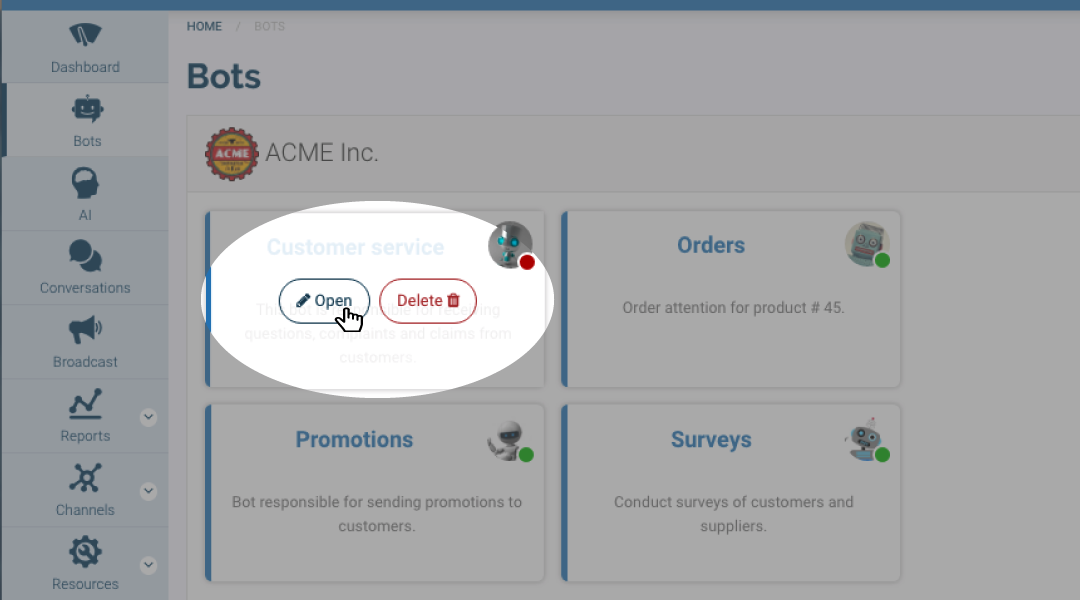 HOME / BOTS
Dashboard
Bots
AI
Conversations
Broadcast
Reports
Channels
Resources
Bots
ACME
ACME Inc.
Customer service
Open
Delete
This bot is responsible for receiving
questions, complaints and claims from
customers.
Orders
Order attention for product # 45.
Promotions
Bot responsible for sending promotions to
customers.
Surveys
Conduct surveys of customers and
suppliers.